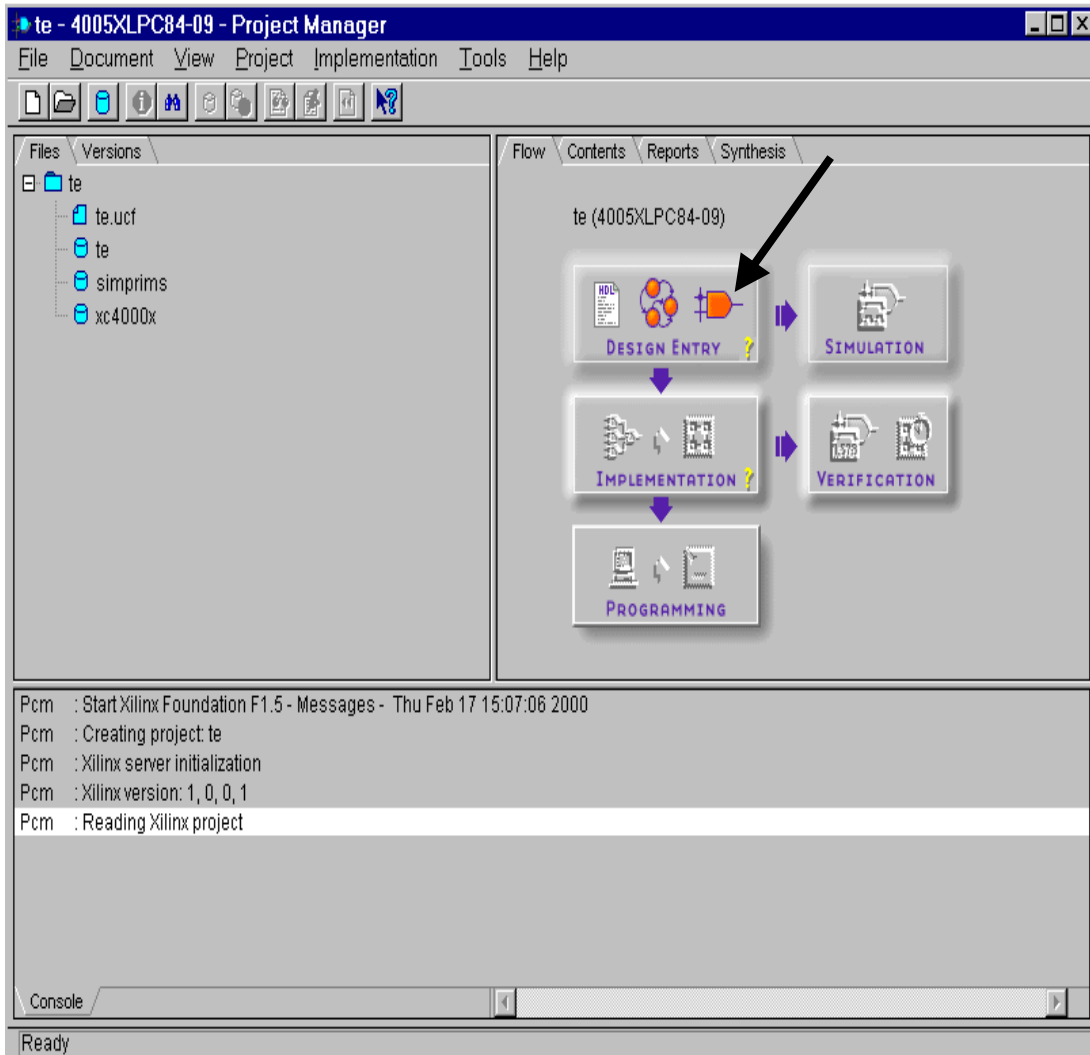 te - 4005XLPC84-09 - Project Manager
File Document View Project Implementation Tools Help
Files Versions
te
te.ucf
te
simprims
xc4000x
Flow Contents Reports Synthesis
te (4005XLPC84-09)
HDL
DESIGN ENTRY ?
SIMULATION
IMPLEMENTATION ?
VERIFICATION
PROGRAMMING
Pcm : Start Xilinx Foundation F1.5 - Messages - Thu Feb 17 15:07:06 2000
Pcm : Creating project: te
Pcm : Xilinx server initialization
Pcm : Xilinx version: 1, 0, 0, 1
Pcm : Reading Xilinx project
Console
Ready